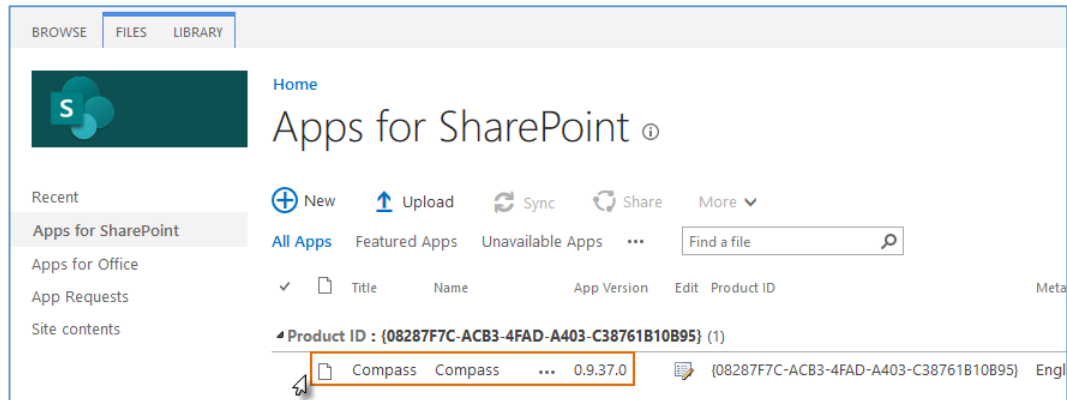 BROWSE FILES LIBRARY
S
Home
Apps for SharePoint
Recent
Apps for SharePoint
Apps for Office
App Requests
Site contents
New Upload Sync Share More
All Apps Featured Apps Unavailable Apps ••• Find a file
Title Name App Version Edit Product ID Meta
Product ID : {08287F7C-ACB3-4FAD-A403-C38761B10B95} (1)
Compass Compass ••• 0.9.37.0 {08287F7C-ACB3-4FAD-A403-C38761B10B95} Engl